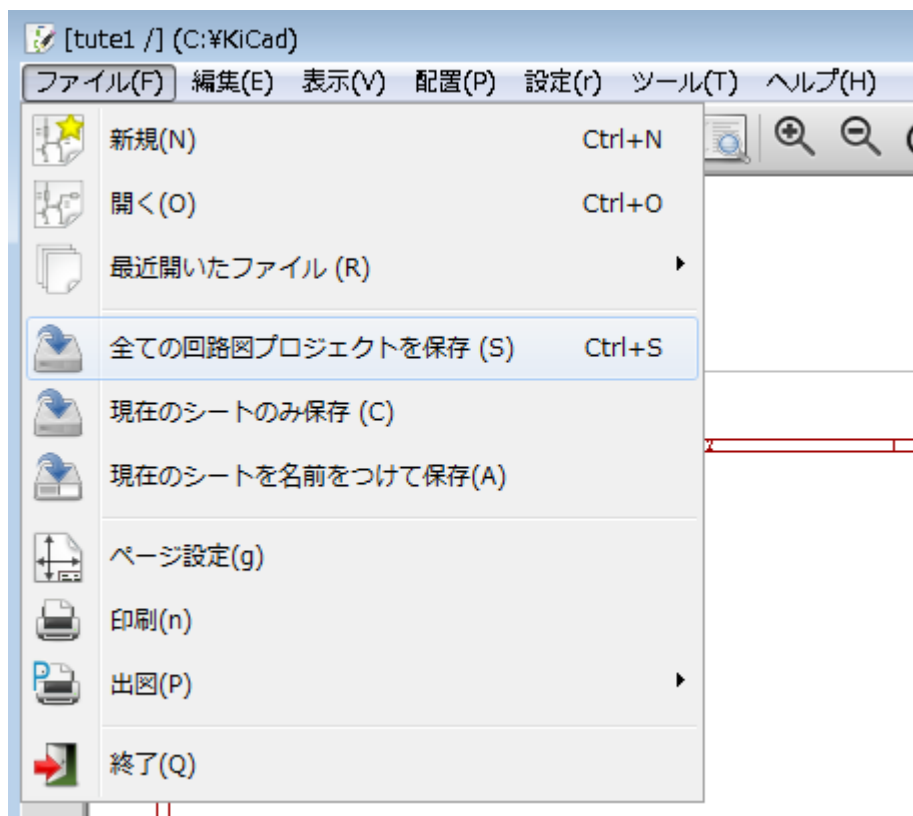 [tute1 /] (C:¥KiCad)
ファイル(F) 編集(E) 表示(V) 配置(P) 設定(r) ツール(T) ヘルプ(H)
新規(N) Ctrl+N
開く(O) Ctrl+O
最近開いたファイル (R)
全ての回路図プロジェクトを保存 (S) Ctrl+S
現在のシートのみ保存 (C)
現在のシートを名前をつけて保存(A)
ページ設定(g)
印刷(n)
出図(P)
終了(Q)